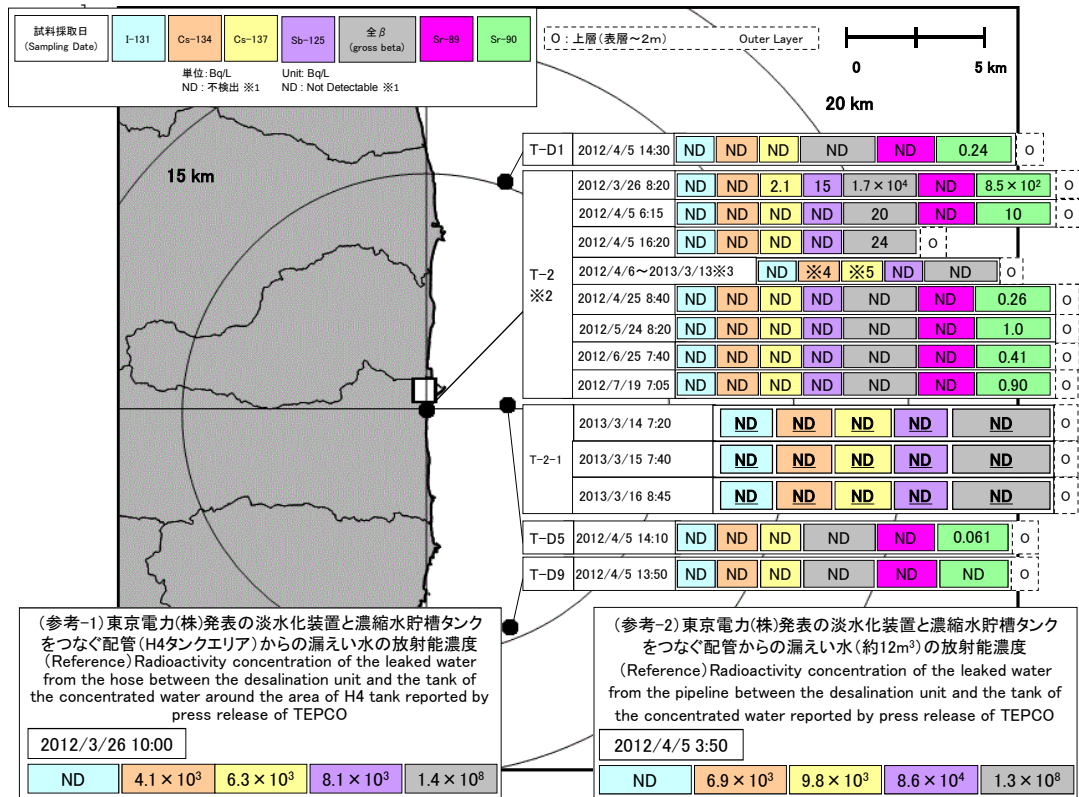 試料採取日
(Sampling Date)
I-131
Cs-134
Cs-137
Sb-125
全β
(gross beta)
Sr-89
Sr-90
単位: Bq/L Unit: Bq/L
ND : 不検出 ※1 ND : Not Detectable ※1
O : 上層(表層～2m) Outer Layer
0 5 km
20 km
15 km
T-D1 2012/4/5 14:30 ND ND ND ND ND 0.24 O
T-2
※2
2012/3/26 8:20 ND ND 2.1 15 1.7×10⁴ ND 8.5×10² O
2012/4/5 6:15 ND ND ND ND 20 ND 10 O
2012/4/5 16:20 ND ND ND ND 24 O
2012/4/6～2013/3/13※3 ND ※4 ※5 ND ND O
2012/4/25 8:40 ND ND ND ND ND ND 0.26 O
2012/5/24 8:20 ND ND ND ND ND ND 1.0 O
2012/6/25 7:40 ND ND ND ND ND ND 0.41 O
2012/7/19 7:05 ND ND ND ND ND ND 0.90 O
T-2-1
2013/3/14 7:20 ND ND ND ND ND O
2013/3/15 7:40 ND ND ND ND ND O
2013/3/16 8:45 ND ND ND ND ND O
T-D5 2012/4/5 14:10 ND ND ND ND ND 0.061 O
T-D9 2012/4/5 13:50 ND ND ND ND ND ND O
(参考-1)東京電力(株)発表の淡水化装置と濃縮水貯槽タンク
をつなぐ配管(H4タンクエリア)からの漏えい水の放射能濃度
(Reference)Radioactivity concentration of the leaked water
from the hose between the desalination unit and the tank of
the concentrated water around the area of H4 tank reported by
press release of TEPCO
2012/3/26 10:00
ND 4.1×10³ 6.3×10³ 8.1×10³ 1.4×10⁸
(参考-2)東京電力(株)発表の淡水化装置と濃縮水貯槽タンク
をつなぐ配管からの漏えい水(約12m³)の放射能濃度
(Reference)Radioactivity concentration of the leaked water
from the pipeline between the desalination unit and the tank of
the concentrated water reported by press release of TEPCO
2012/4/5 3:50
ND 6.9×10³ 9.8×10³ 8.6×10⁴ 1.3×10⁸